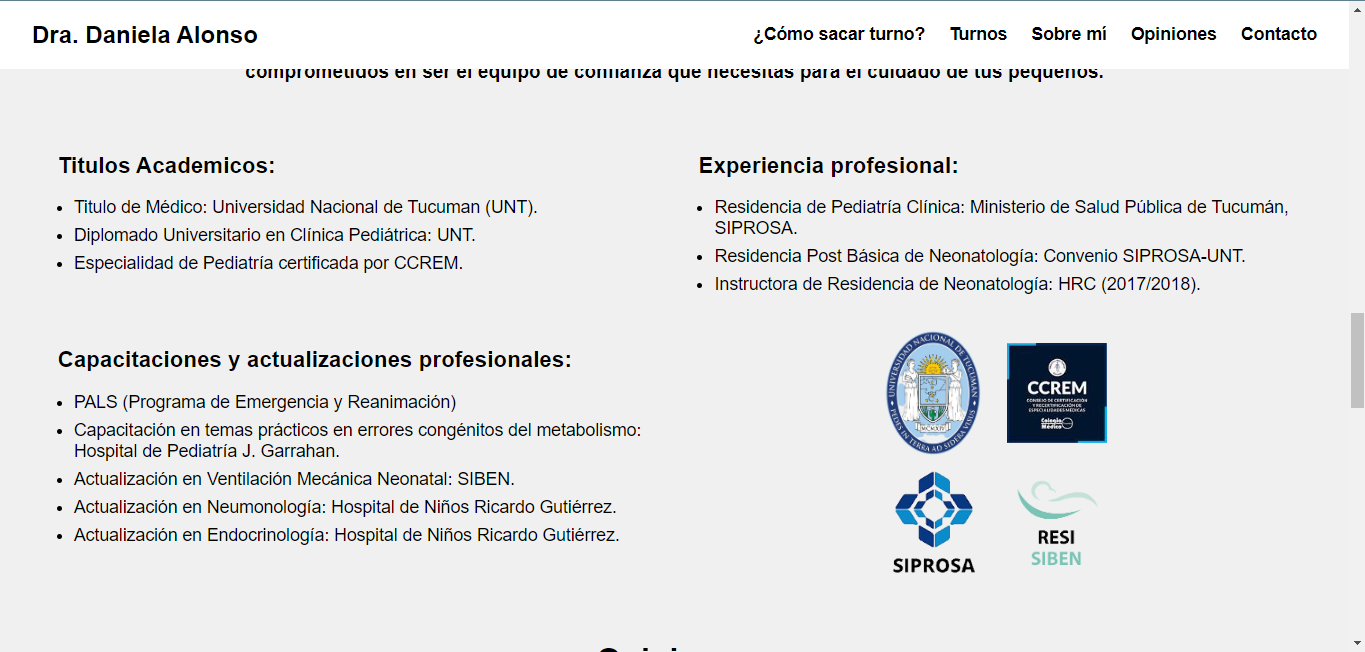 Dra. Daniela Alonso
¿Cómo sacar turno? Turnos Sobre mí Opiniones Contacto
comprometidos en ser el equipo de confianza que necesitas para el cuidado de tus pequeños.
Titulos Academicos:
• Titulo de Médico: Universidad Nacional de Tucuman (UNT).
• Diplomado Universitario en Clínica Pediátrica: UNT.
• Especialidad de Pediatría certificada por CCREM.
Experiencia profesional:
• Residencia de Pediatría Clínica: Ministerio de Salud Pública de Tucumán,
SIPROSA.
• Residencia Post Básica de Neonatología: Convenio SIPROSA-UNT.
• Instructora de Residencia de Neonatología: HRC (2017/2018).
Capacitaciones y actualizaciones profesionales:
• PALS (Programa de Emergencia y Reanimación)
• Capacitación en temas prácticos en errores congénitos del metabolismo:
Hospital de Pediatría J. Garrahan.
• Actualización en Ventilación Mecánica Neonatal: SIBEN.
• Actualización en Neumonología: Hospital de Niños Ricardo Gutiérrez.
• Actualización en Endocrinología: Hospital de Niños Ricardo Gutiérrez.
UNIVERSIDAD NACIONAL DE TUCUMAN
PEDES IN TERRA AD SIDERA VISUS
MCMXIV
CCREM
CONSEJO DE CERTIFICACIÓN
Y RECERTIFICACIÓN DE
ESPECIALIDADES MÉDICAS
Colegio
Médico
SIPROSA
RESI
SIBEN